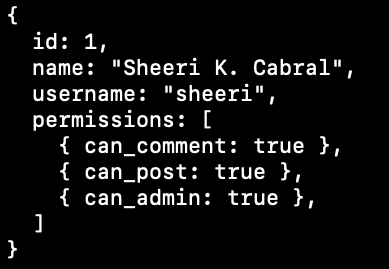 {
  id: 1,
  name: "Sheeri K. Cabral",
  username: "sheeri",
  permissions: [
    { can_comment: true },
    { can_post: true },
    { can_admin: true },
  ]
}